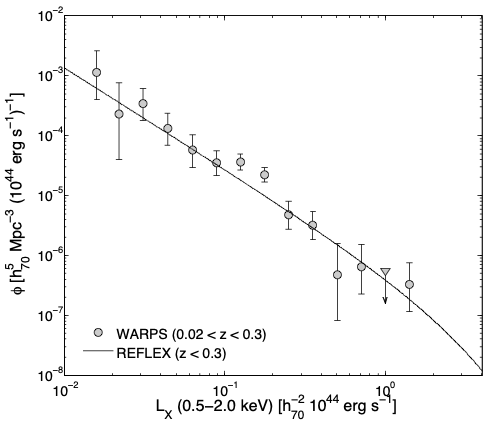 10^−2
10^−3
10^−4
10^−5
10^−6
10^−7
10^−8
ϕ [h_70^5 Mpc^−3 (10^44 erg s^−1)^−1]
WARPS (0.02 < z < 0.3)
REFLEX (z < 0.3)
10^−2 10^−1 10^0
L_X (0.5−2.0 keV) [h_70^−2 10^44 erg s^−1]